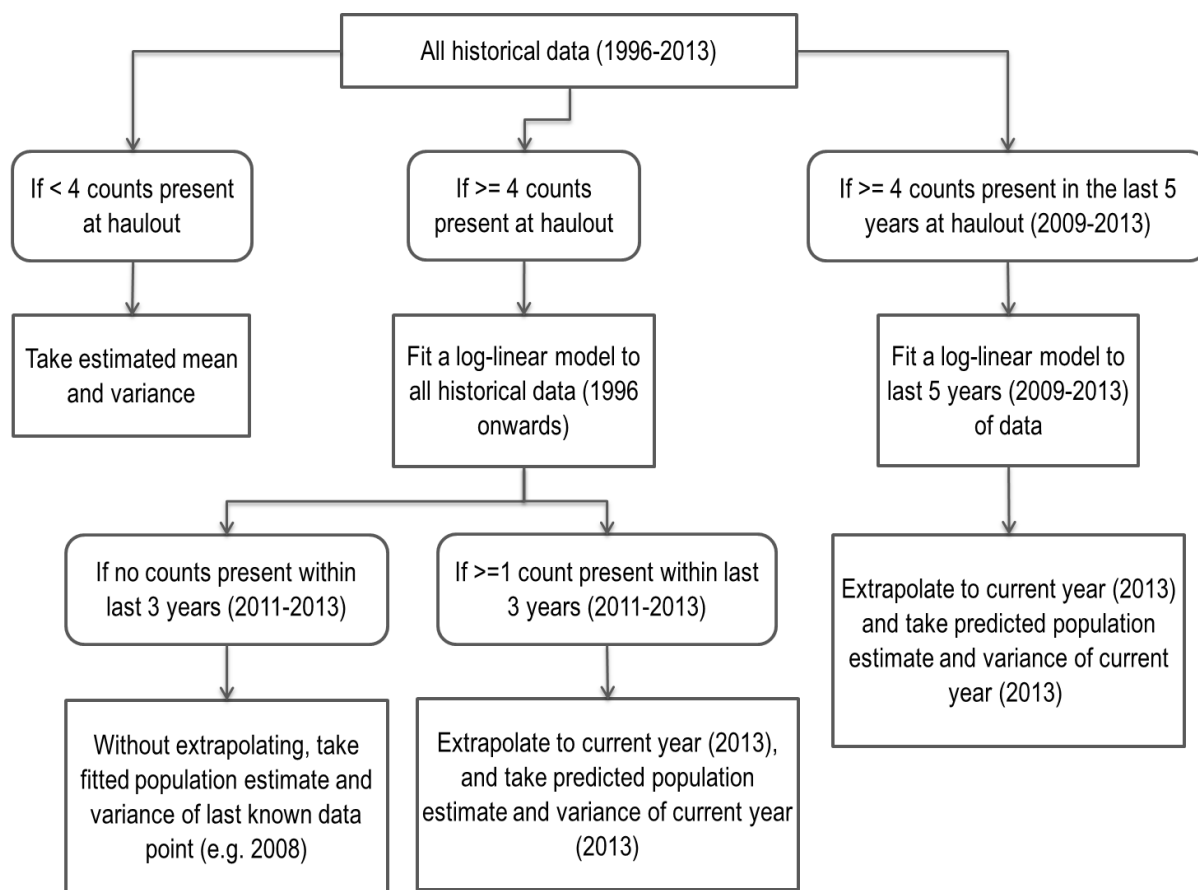 All historical data (1996-2013)
If < 4 counts present
at haulout
If >= 4 counts
present at haulout
If >= 4 counts present in the last 5
years at haulout (2009-2013)
Take estimated mean
and variance
Fit a log-linear model to
all historical data (1996
onwards)
Fit a log-linear model to
last 5 years (2009-2013)
of data
If no counts present within
last 3 years (2011-2013)
If >=1 count present within last
3 years (2011-2013)
Extrapolate to current year (2013)
and take predicted population
estimate and variance of current
year (2013)
Without extrapolating, take
fitted population estimate and
variance of last known data
point (e.g. 2008)
Extrapolate to current year (2013),
and take predicted population
estimate and variance of current year
(2013)